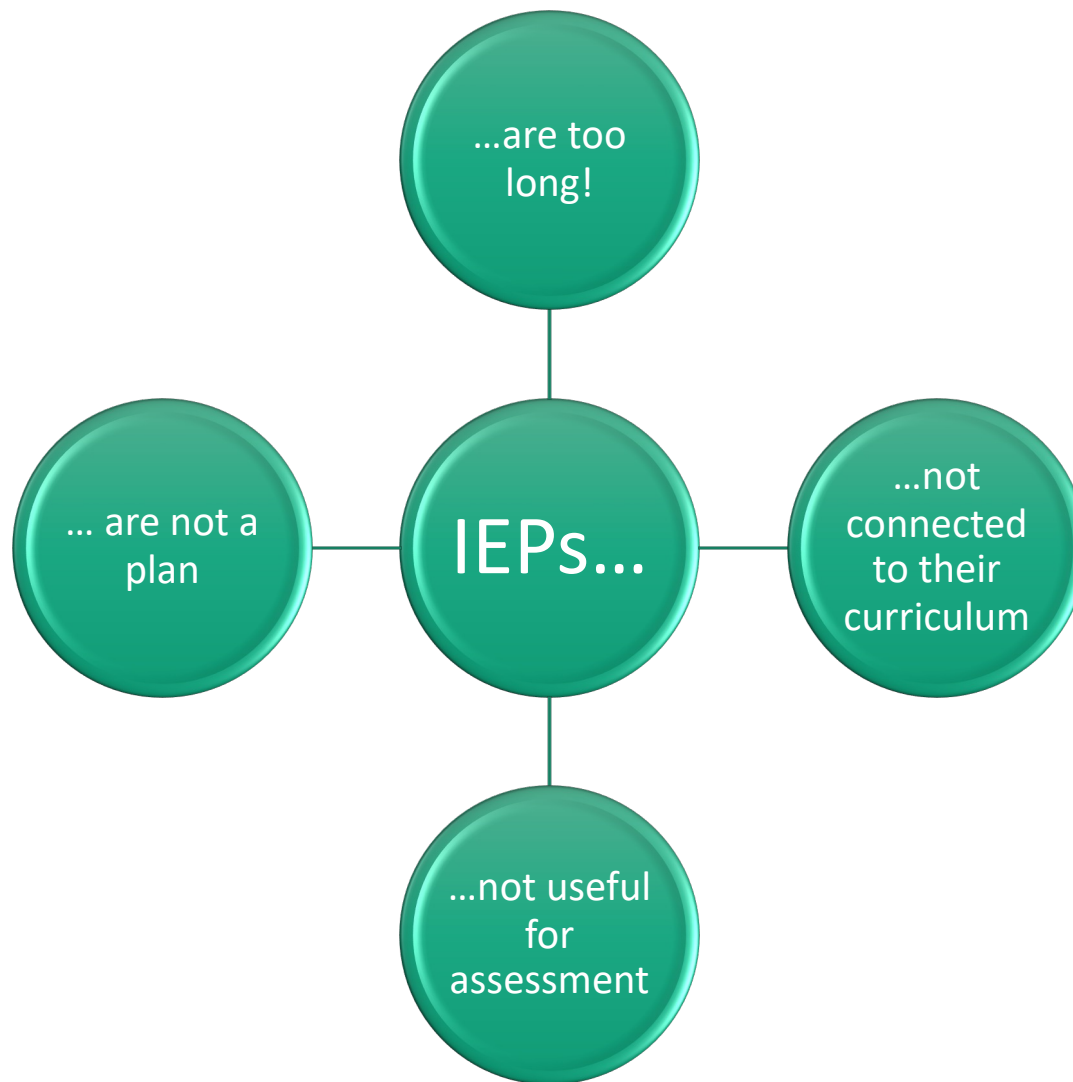 ...are too
long!
... are not a
plan
IEPs...
...not
connected
to their
curriculum
...not useful
for
assessment